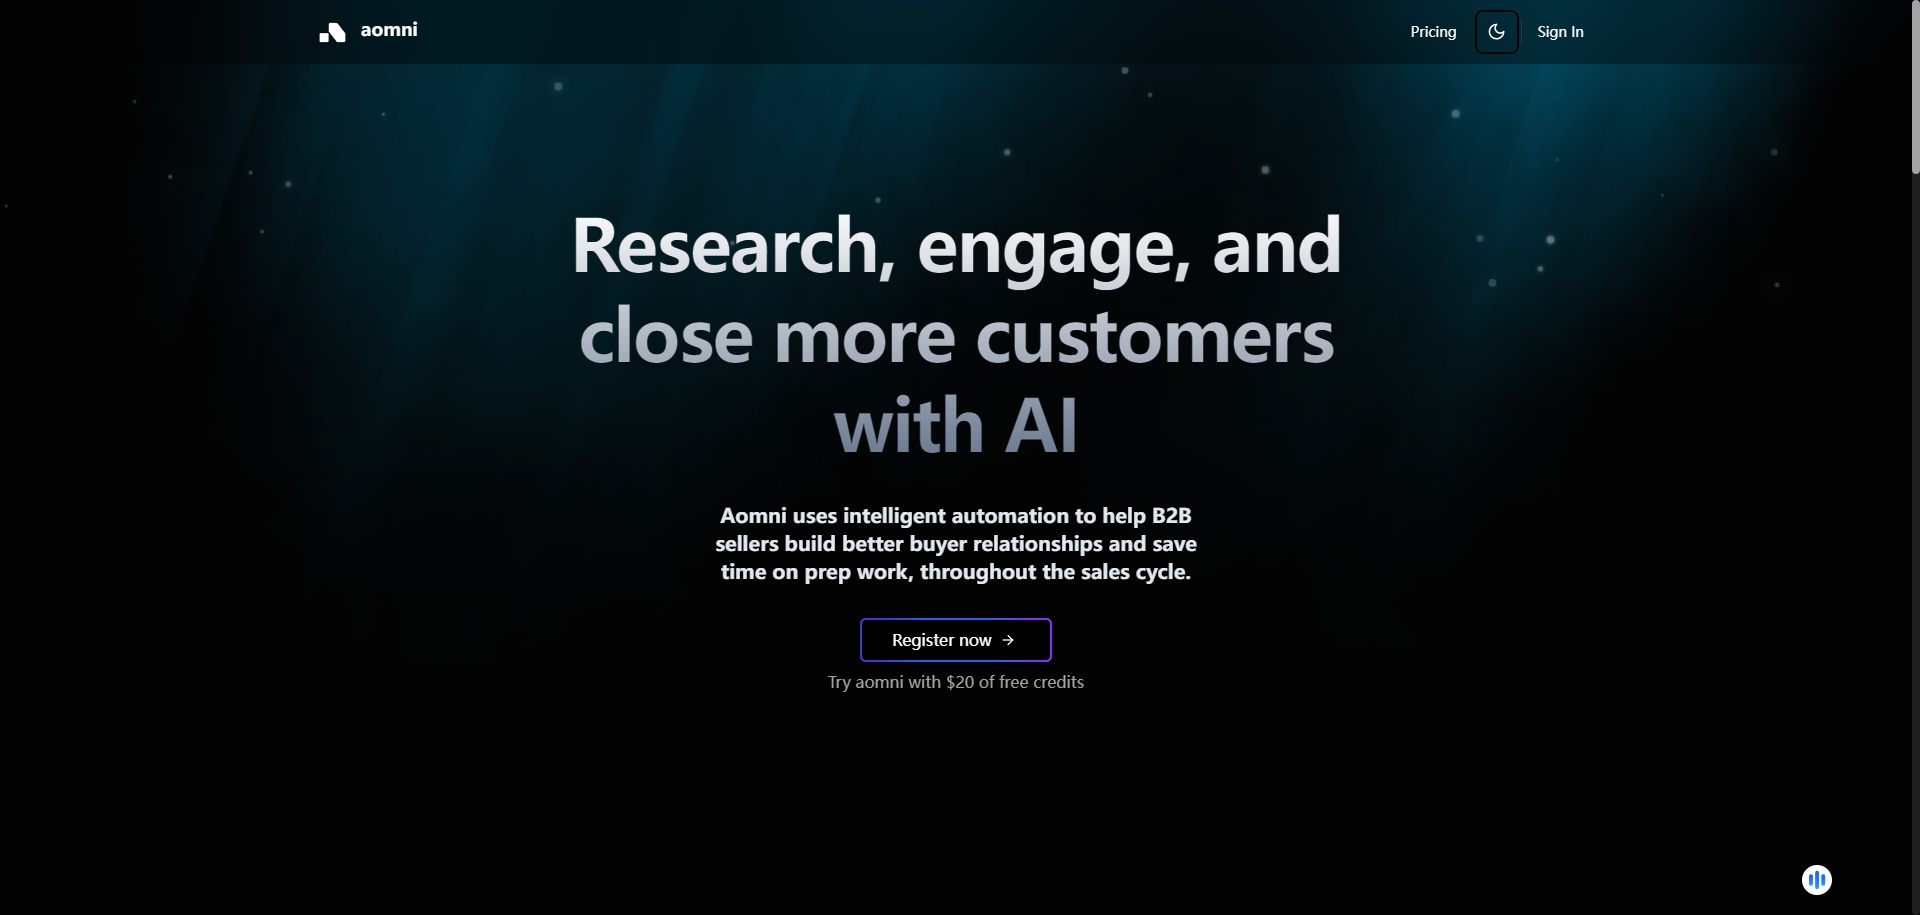 aomni
Pricing
Sign In
Research, engage, and
close more customers
with AI
Aomni uses intelligent automation to help B2B
sellers build better buyer relationships and save
time on prep work, throughout the sales cycle.
Register now
Try aomni with $20 of free credits